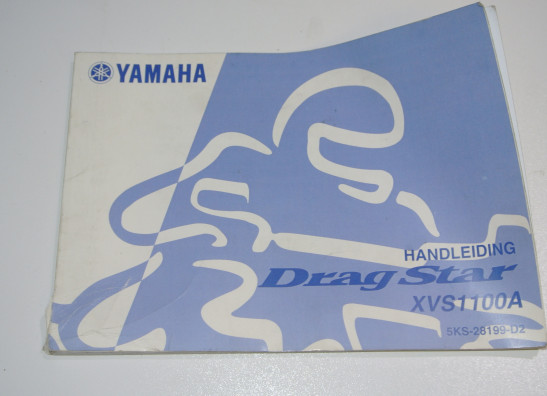 YAMAHA
HANDLEIDING
Drag Star
XVS1100A
5KS-28199-D2